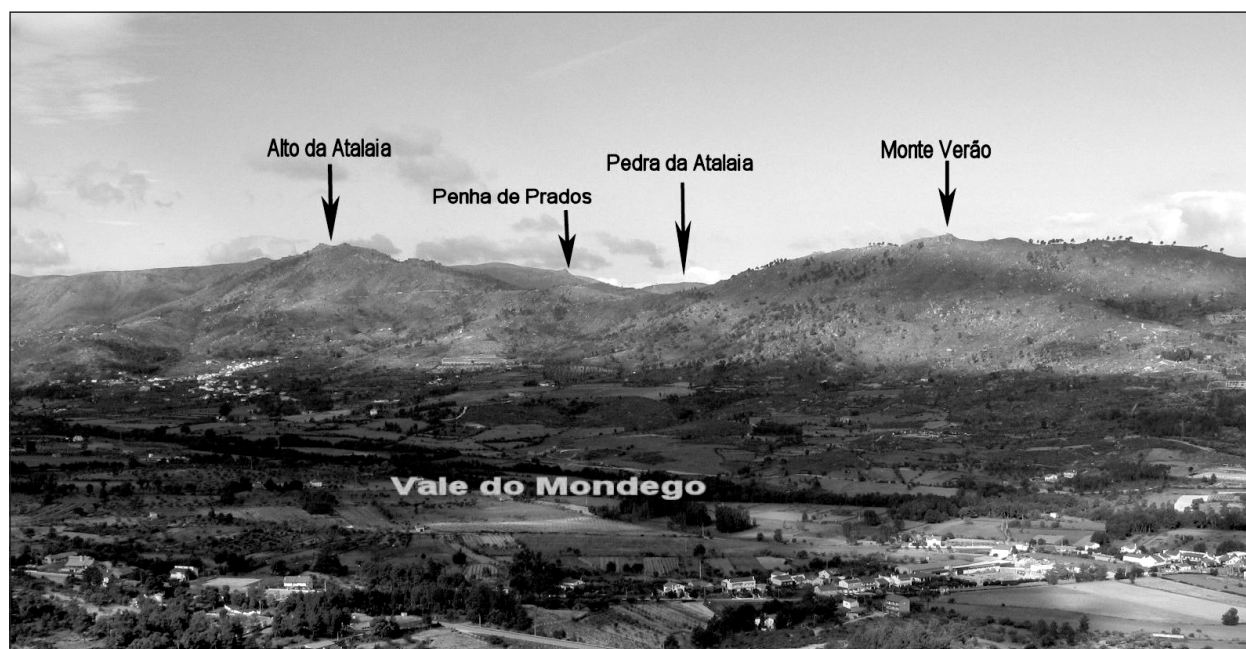 Alto da Atalaia
Penha de Prados
Pedra da Atalaia
Monte Verão
Vale do Mondego